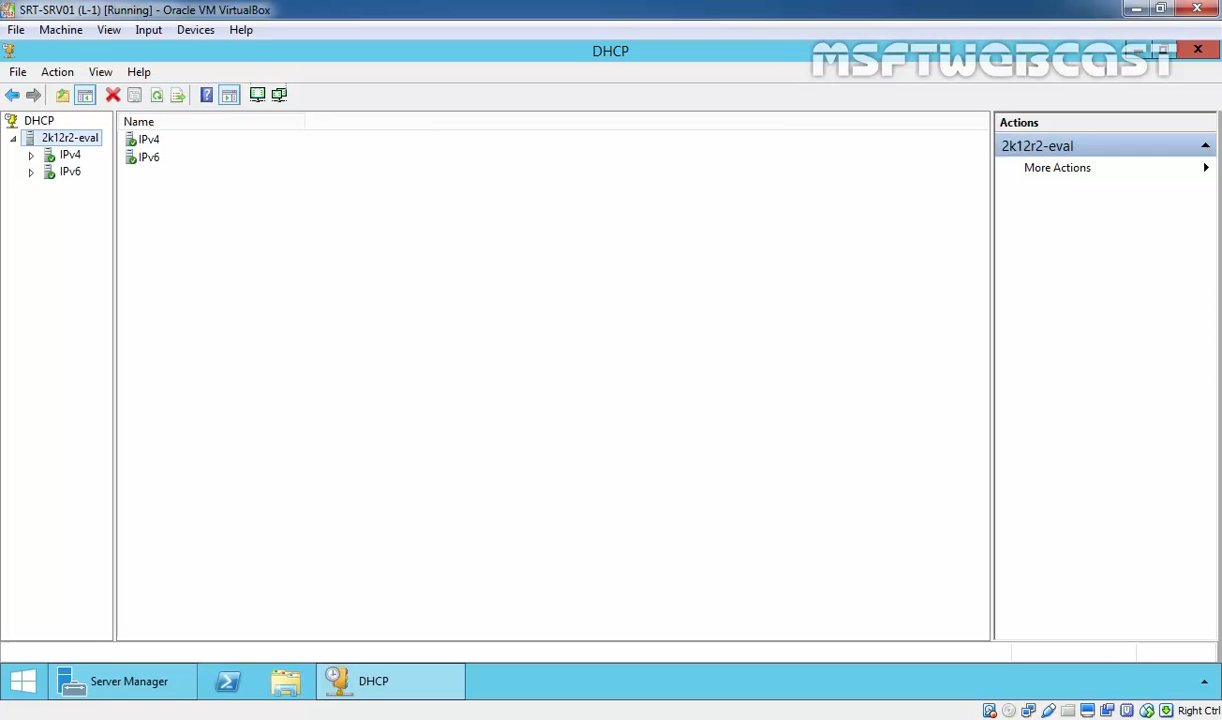 SRT-SRV01 (L-1) [Running] - Oracle VM VirtualBox
File Machine View Input Devices Help
DHCP
MSFTWEBCAST
File Action View Help
DHCP
2k12r2-eval
IPv4
IPv6
Name
IPv4
IPv6
Actions
2k12r2-eval
More Actions
Server Manager
DHCP
Right Ctrl